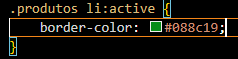 .produtos li:active {
border-color: #088c19;
}